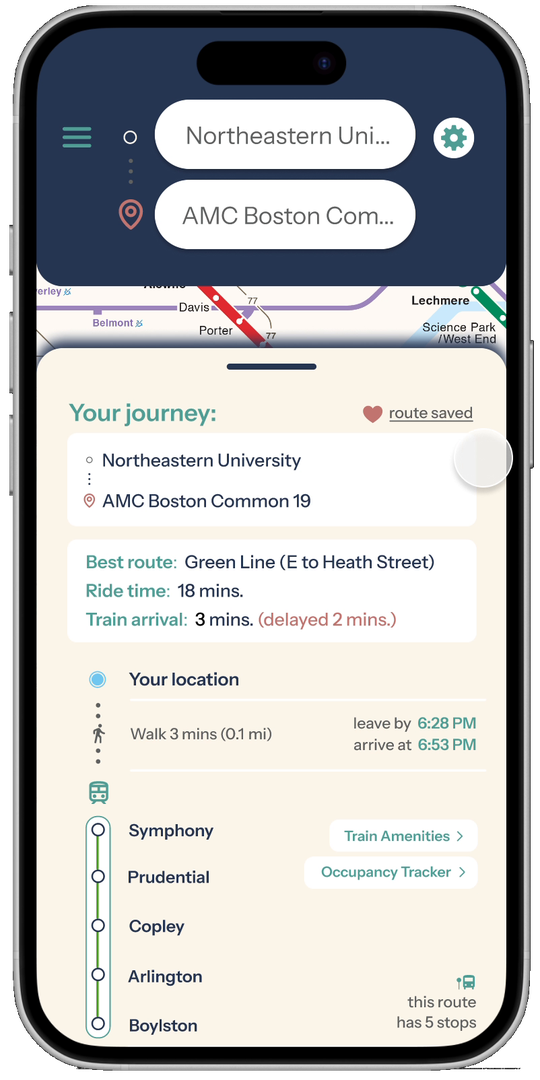 Northeastern Uni...
AMC Boston Com...
Davis
77
Lechmere
Belmont
Porter
77
Science Park
/West End
Your journey:
route saved
Northeastern University
AMC Boston Common 19
Best route: Green Line (E to Heath Street)
Ride time: 18 mins.
Train arrival: 3 mins. (delayed 2 mins.)
Your location
Walk 3 mins (0.1 mi)
leave by 6:28 PM
arrive at 6:53 PM
Symphony
Train Amenities >
Prudential
Occupancy Tracker >
Copley
Arlington
this route
has 5 stops
Boylston